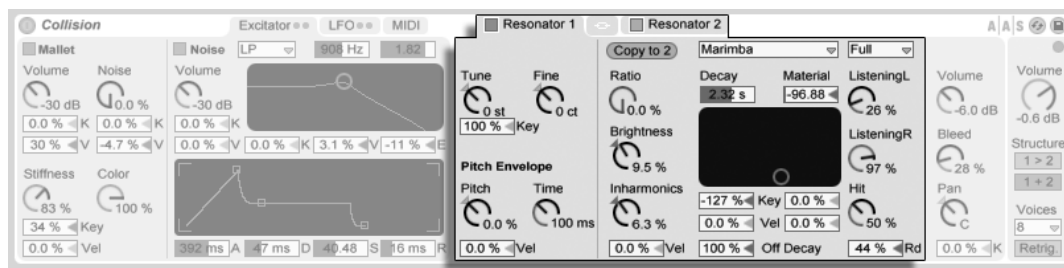 Collision
Excitator LFO MIDI
Resonator 1 Resonator 2
A A S
Mallet
Noise LP 908 Hz 1.82
Copy to 2 Marimba Full
Volume Noise Volume
-30 dB 0.0 % -30 dB
0.0 % K 0.0 % K 0.0 % K
30 % V -4.7 % V 0.0 % V 0.0 % K 3.1 % V -11 % E
Stiffness Color
83 % 100 %
34 % Key
0.0 % Vel
392 ms A 47 ms D 40.48 S 16 ms R
Tune Fine
0 st 0 ct
100 % Key
Pitch Envelope
Pitch Time
0.0 % 100 ms
0.0 % Vel
Ratio
0.0 %
Brightness
9.5 %
Inharmonics
6.3 %
0.0 % Vel
Decay Material
2.32 s -96.88
-127 % Key 0.0 %
0.0 % Vel 0.0 %
100 % Off Decay
ListeningL
26 %
ListeningR
97 %
Hit
50 %
44 % Rd
Volume
-6.0 dB
Bleed
28 %
Pan
C
0.0 % K
Volume
-0.6 dB
Structure
1 > 2
1 + 2
Voices
8
Retrig.